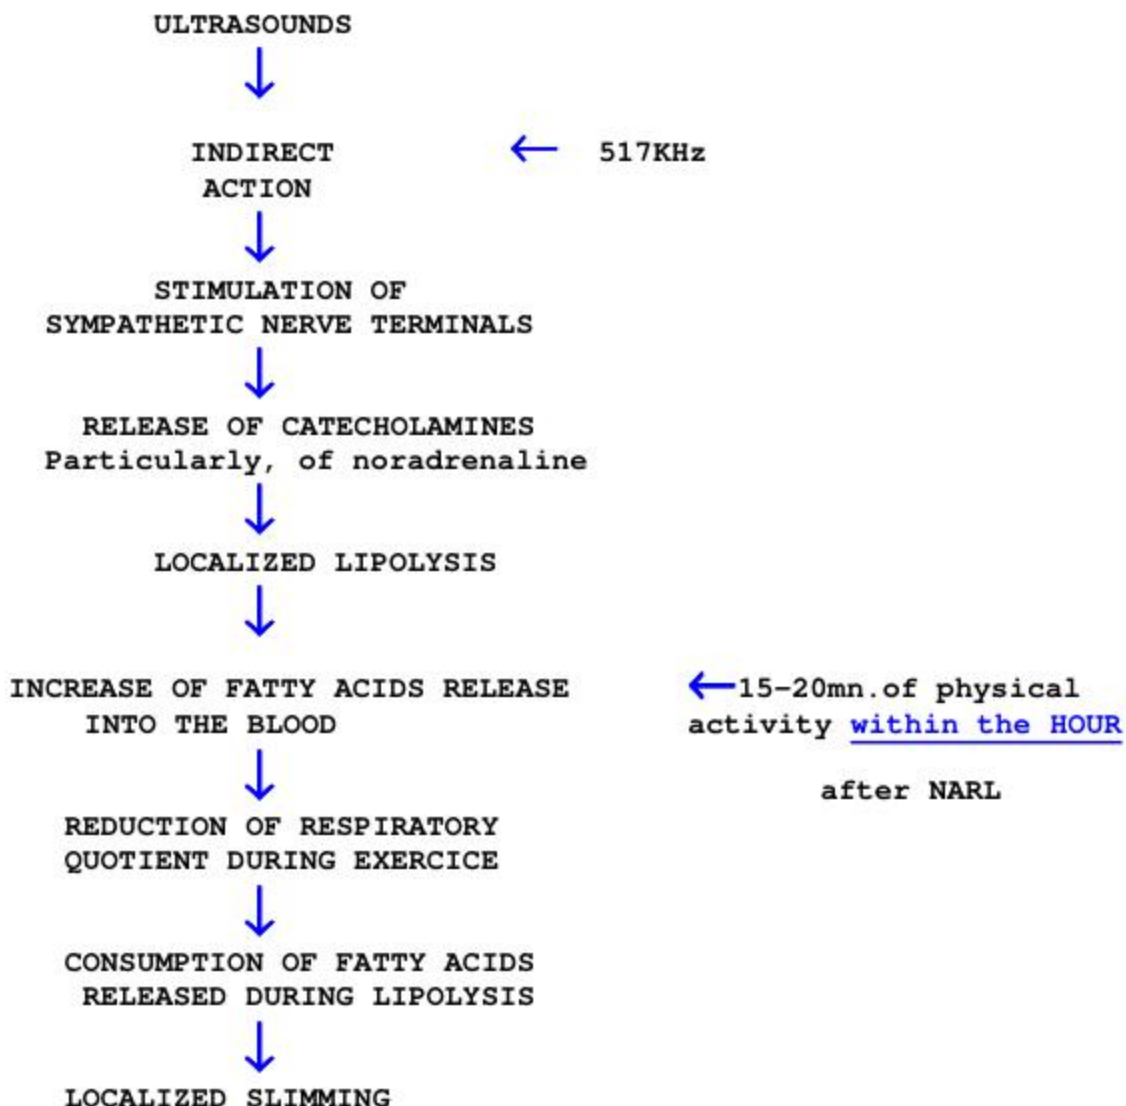 ULTRASOUNDS
INDIRECT
517KHz
ACTION
STIMULATION OF
SYMPATHETIC NERVE TERMINALS
RELEASE OF CATECHOLAMINES
Particularly, of noradrenaline
LOCALIZED LIPOLYSIS
INCREASE OF FATTY ACIDS RELEASE
INTO THE BLOOD
15-20mn.of physical
activity within the HOUR
after NARL
REDUCTION OF RESPIRATORY
QUOTIENT DURING EXERCICE
CONSUMPTION OF FATTY ACIDS
RELEASED DURING LIPOLYSIS
LOCALIZED SLIMMING